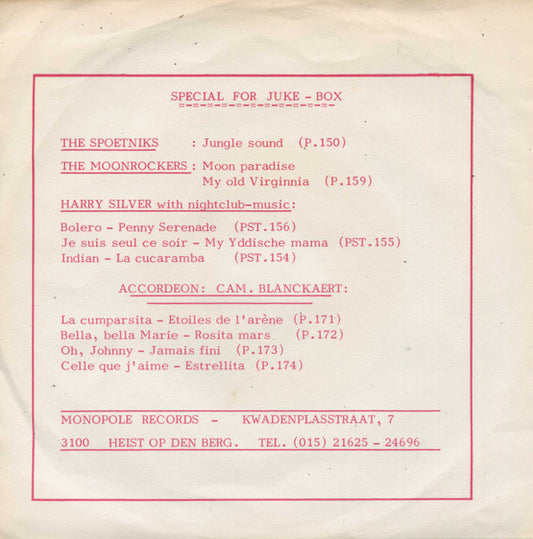 SPECIAL FOR JUKE - BOX
=-=-=-=-=-=-=-=-=-=-=-
THE SPOETNIKS : Jungle sound (P.150)
THE MOONROCKERS : Moon paradise
My old Virginnia (P.159)
HARRY SILVER with nightclub-music:
Bolero - Penny Serenade (PST.156)
Je suis seul ce soir - My Yddische mama (PST.155)
Indian - La cucaramba (PST.154)
ACCORDEON: CAM. BLANCKAERT:
La cumparsita - Etoiles de l'arène (P.171)
Bella, bella Marie - Rosita mars (P.172)
Oh, Johnny - Jamais fini (P.173)
Celle que j'aime - Estrellita (P.174)
MONOPOLE RECORDS - KWADENPLASSTRAAT, 7
3100 HEIST OP DEN BERG. TEL. (015) 21625 - 24696